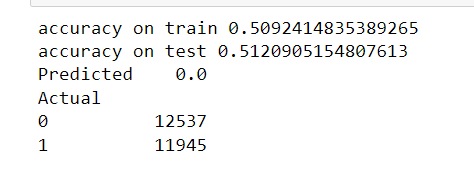 accuracy on train 0.5092414835389265
accuracy on test 0.5120905154807613
Predicted 0.0
Actual
0 12537
1 11945